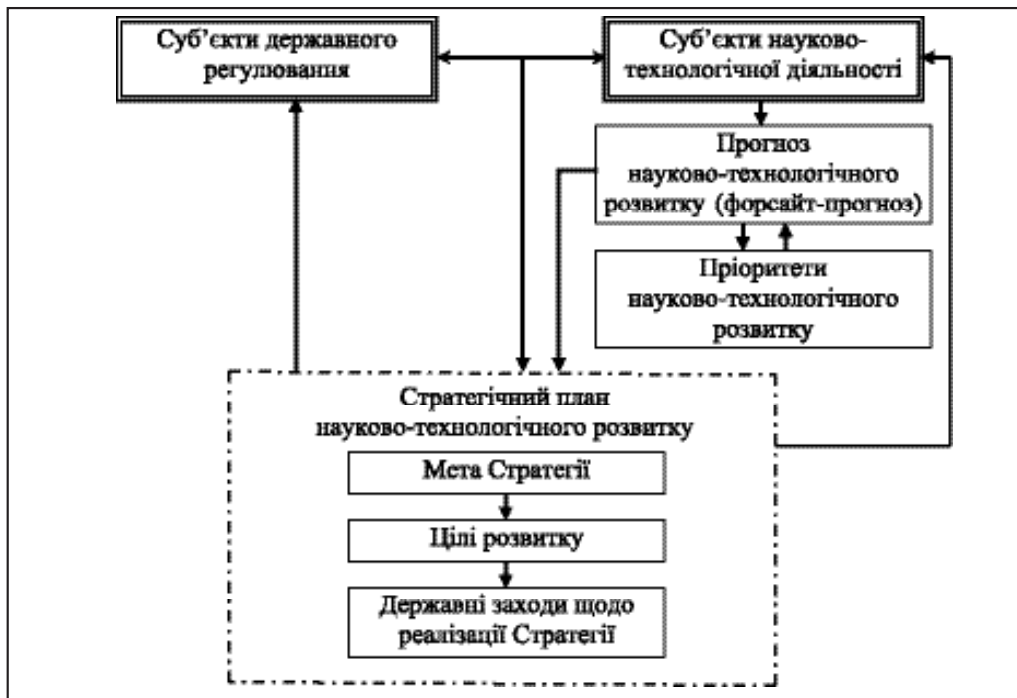 Суб’єкти державного
регулювання
Суб’єкти науково-
технологічної діяльності
Прогноз
науково-технологічного
розвитку (форсайт-прогноз)
Пріоритети
науково-технологічного
розвитку
Стратегічний план
науково-технологічного розвитку
Мета Стратегії
Цілі розвитку
Державні заходи щодо
реалізації Стратегії